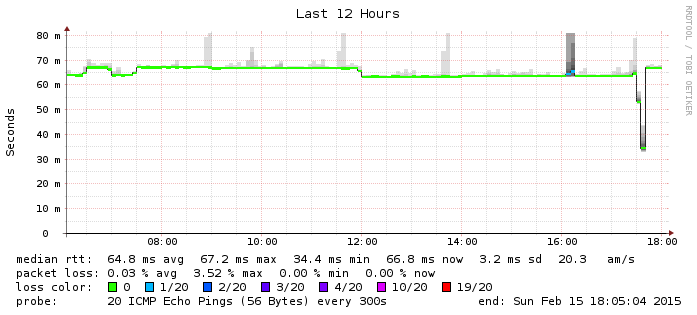 Last 12 Hours
RRDTOOL / TOBI OETIKER
Seconds
80 m
70 m
60 m
50 m
40 m
30 m
20 m
10 m
0
08:00 10:00 12:00 14:00 16:00 18:00
median rtt: 64.8 ms avg 67.2 ms max 34.4 ms min 66.8 ms now 3.2 ms sd 20.3 am/s
packet loss: 0.03 % avg 3.52 % max 0.00 % min 0.00 % now
loss color: 0 1/20 2/20 3/20 4/20 10/20 19/20
probe: 20 ICMP Echo Pings (56 Bytes) every 300s end: Sun Feb 15 18:05:04 2015